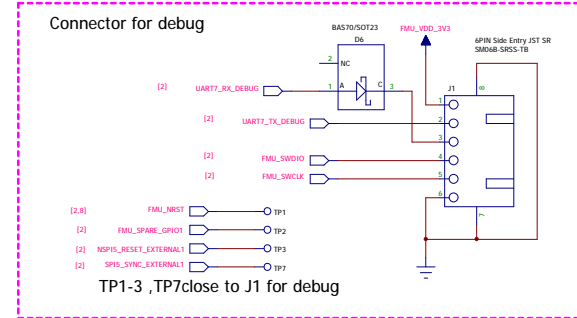 Connector for debug
BAS70/SOT23
D6
FMU_VDD_3V3
6PIN Side Entry JST SR
SM06B-SRSS-TB
2
NC
[2]
UART7_RX_DEBUG
1
A
C
3
J1
8
1
[2]
UART7_TX_DEBUG
2
3
[2]
FMU_SWDIO
4
[2]
FMU_SWCLK
5
6
7
[2,8]
FMU_NRST
TP1
[2]
FMU_SPARE_GPIO1
TP2
[2]
NSPI5_RESET_EXTERNAL1
TP3
[2]
SPI5_SYNC_EXTERNAL1
TP7
TP1-3 ,TP7close to J1 for debug